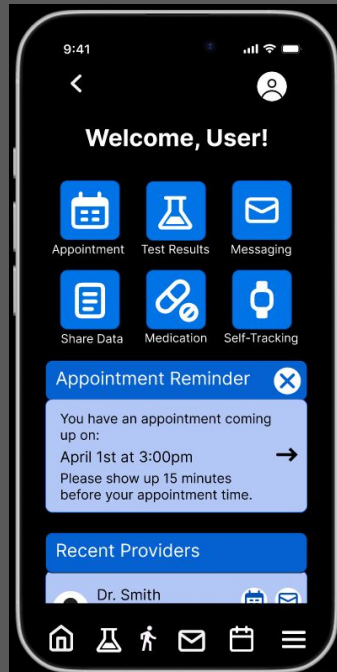 9:41
Welcome, User!
Appointment Test Results Messaging
Share Data Medication Self-Tracking
Appointment Reminder
You have an appointment coming
up on:
April 1st at 3:00pm
Please show up 15 minutes
before your appointment time.
Recent Providers
Dr. Smith